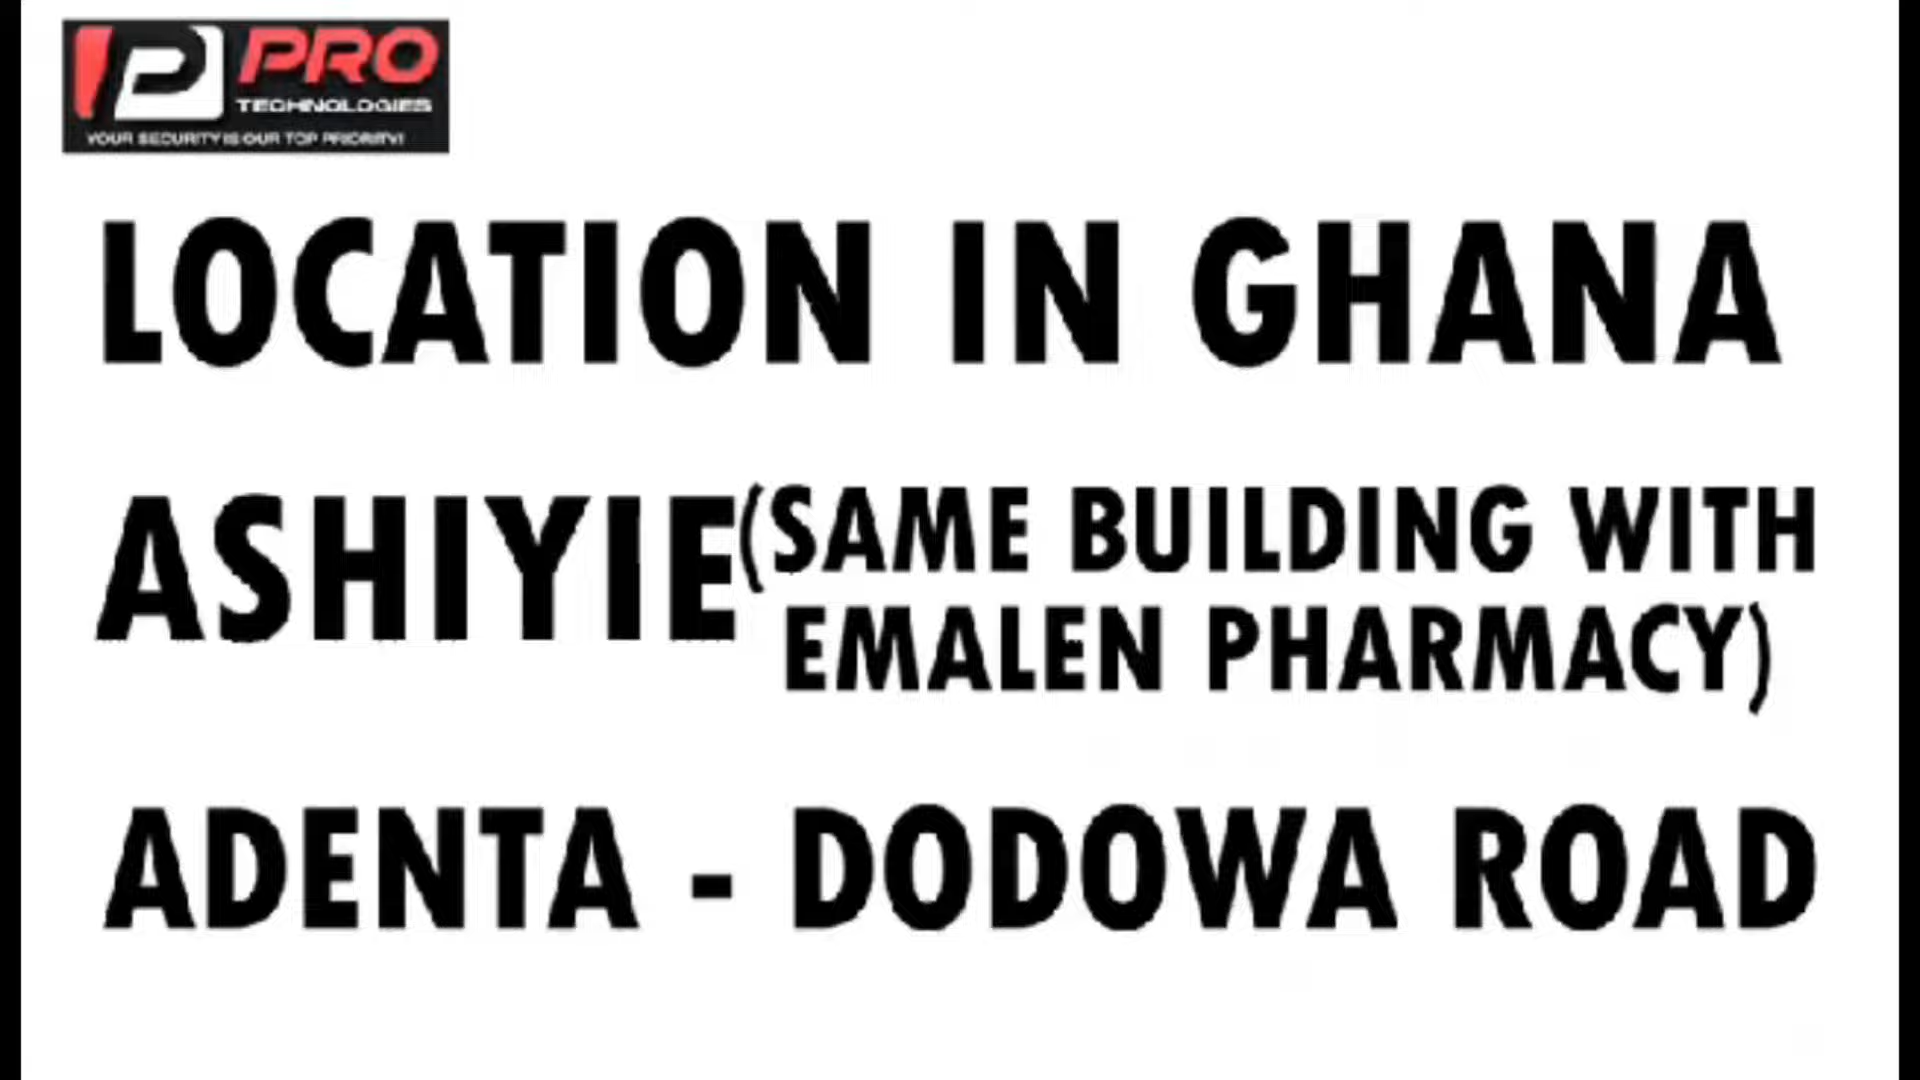 PRO
TECHNOLOGIES
YOUR SECURITY IS OUR TOP PRIORITY!
LOCATION IN GHANA
ASHIYIE (SAME BUILDING WITH
EMALEN PHARMACY)
ADENTA - DODOWA ROAD